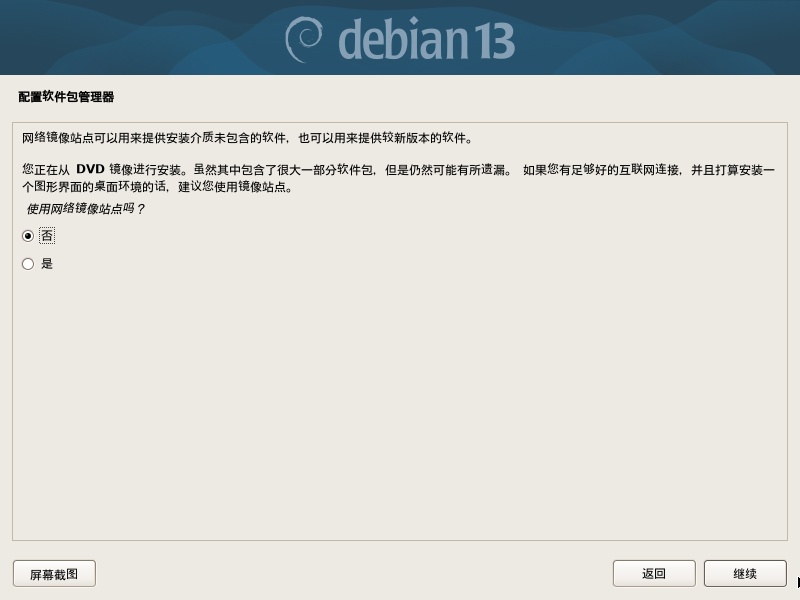 debian 13
配置软件包管理器
网络镜像站点可以用来提供安装介质未包含的软件，也可以用来提供较新版本的软件。
您正在从 DVD 镜像进行安装。虽然其中包含了很大一部分软件包，但是仍然可能有所遗漏。 如果您有足够好的互联网连接，并且打算安装一
个图形界面的桌面环境的话，建议您使用镜像站点。
使用网络镜像站点吗？
否
是
屏幕截图
返回
继续